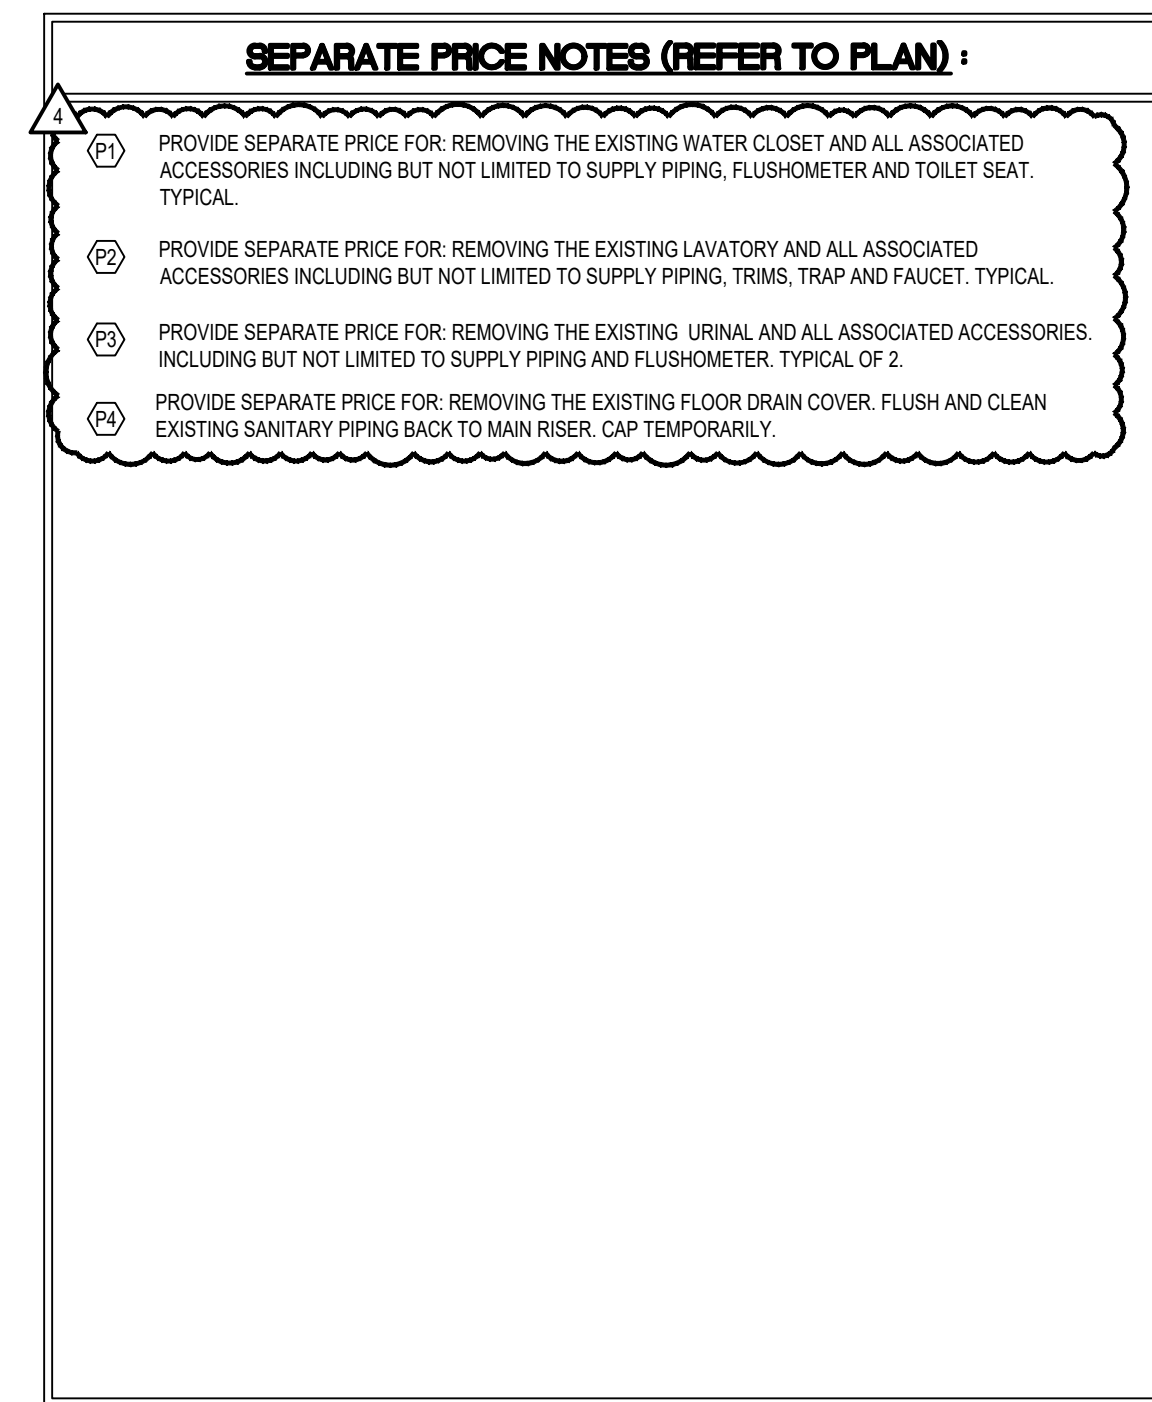 SEPARATE PRICE NOTES (REFER TO PLAN) :
4
P1 PROVIDE SEPARATE PRICE FOR: REMOVING THE EXISTING WATER CLOSET AND ALL ASSOCIATED
ACCESSORIES INCLUDING BUT NOT LIMITED TO SUPPLY PIPING, FLUSHOMETER AND TOILET SEAT.
TYPICAL.
P2 PROVIDE SEPARATE PRICE FOR: REMOVING THE EXISTING LAVATORY AND ALL ASSOCIATED
ACCESSORIES INCLUDING BUT NOT LIMITED TO SUPPLY PIPING, TRIMS, TRAP AND FAUCET. TYPICAL.
P3 PROVIDE SEPARATE PRICE FOR: REMOVING THE EXISTING URINAL AND ALL ASSOCIATED ACCESSORIES.
INCLUDING BUT NOT LIMITED TO SUPPLY PIPING AND FLUSHOMETER. TYPICAL OF 2.
P4 PROVIDE SEPARATE PRICE FOR: REMOVING THE EXISTING FLOOR DRAIN COVER. FLUSH AND CLEAN
EXISTING SANITARY PIPING BACK TO MAIN RISER. CAP TEMPORARILY.